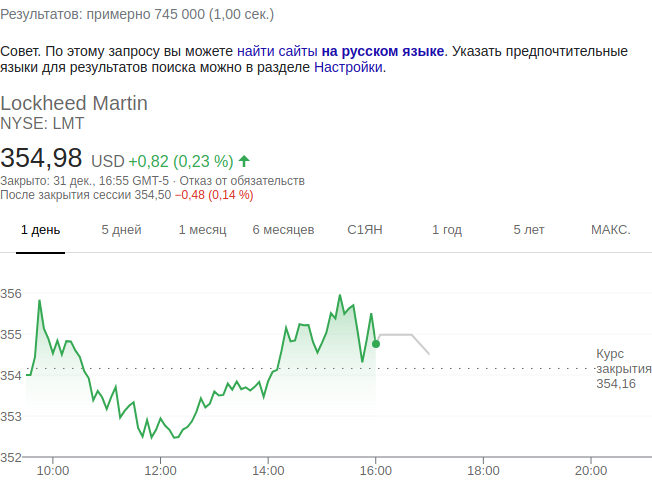 Результатов: примерно 745 000 (1,00 сек.)
Совет. По этому запросу вы можете найти сайты на русском языке. Указать предпочтительные
языки для результатов поиска можно в разделе Настройки.
Lockheed Martin
NYSE: LMT
354,98 USD +0,82 (0,23 %)
Закрыто: 31 дек., 16:55 GMT-5 · Отказ от обязательств
После закрытия сессии 354,50 −0,48 (0,14 %)
1 день 5 дней 1 месяц 6 месяцев С1ЯН 1 год 5 лет МАКС.
356
355
354
353
352
Курс
закрытия
354,16
10:00 12:00 14:00 16:00 18:00 20:00